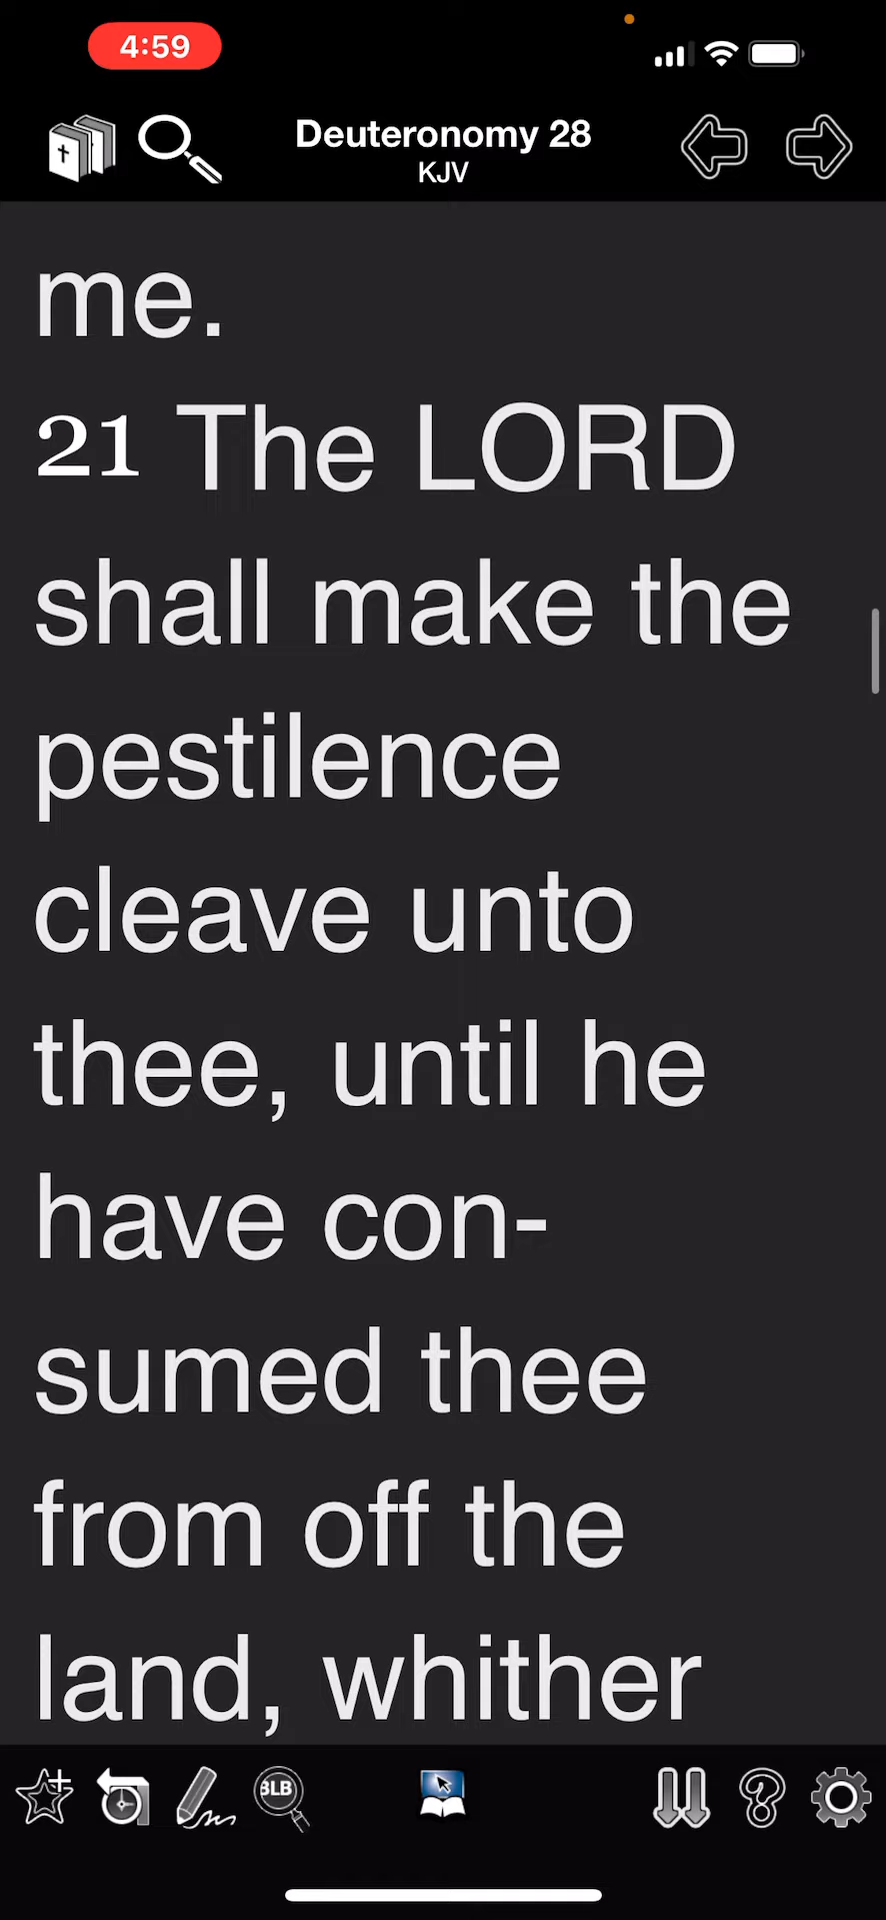 4:59
Deuteronomy 28
KJV
me.
21 The LORD
shall make the
pestilence
cleave unto
thee, until he
have con-
sumed thee
from off the
land, whither
BLB